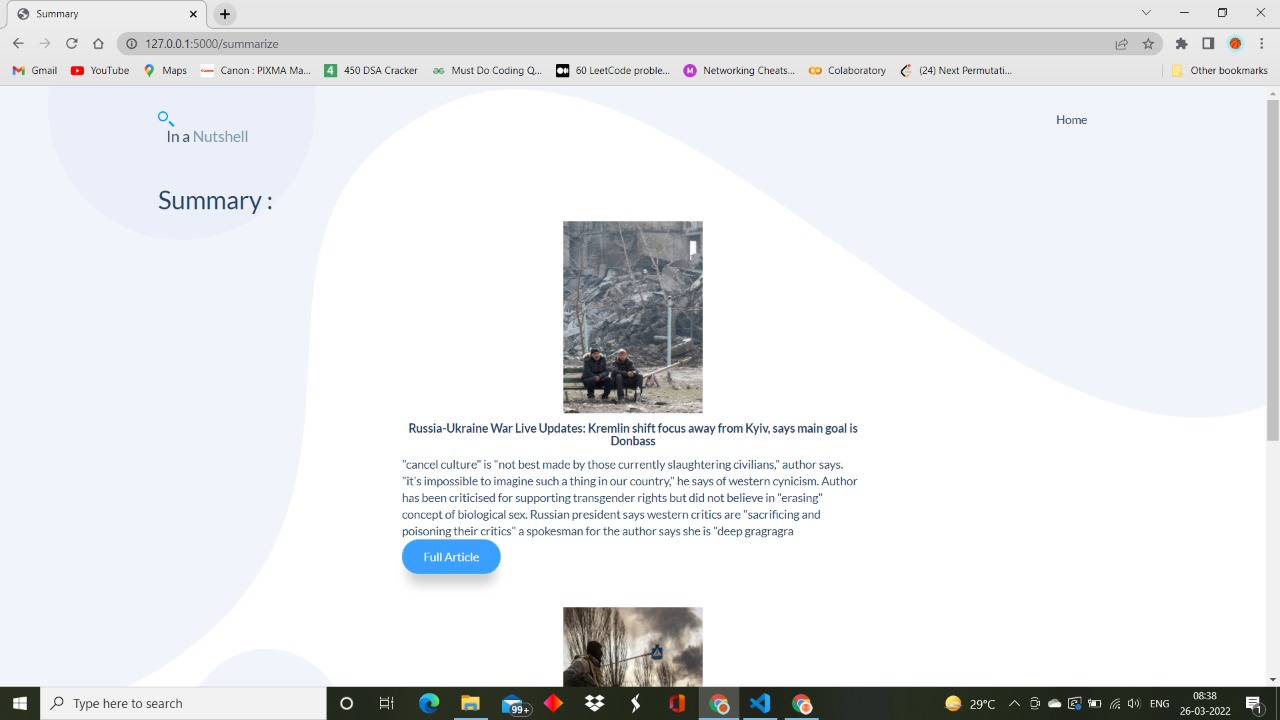 Summary
127.0.0.1:5000/summarize
Gmail YouTube Maps Canon : PIXMA Ma... 450 DSA Cracker Must Do Coding Q... 60 LeetCode proble... Networking Cheats... Colaboratory (24) Next Permutati... Other bookmarks
In a Nutshell
Home
Summary :
Russia-Ukraine War Live Updates: Kremlin shift focus away from Kyiv, says main goal is
Donbass
"cancel culture" is "not best made by those currently slaughtering civilians," author says.
"it's impossible to imagine such a thing in our country," he says of western cynicism. Author
has been criticised for supporting transgender rights but did not believe in "erasing"
concept of biological sex. Russian president says western critics are "sacrificing and
poisoning their critics" a spokesman for the author says she is "deep gragragra
Full Article
Type here to search
99+
29°C
ENG
08:38
26-03-2022
1